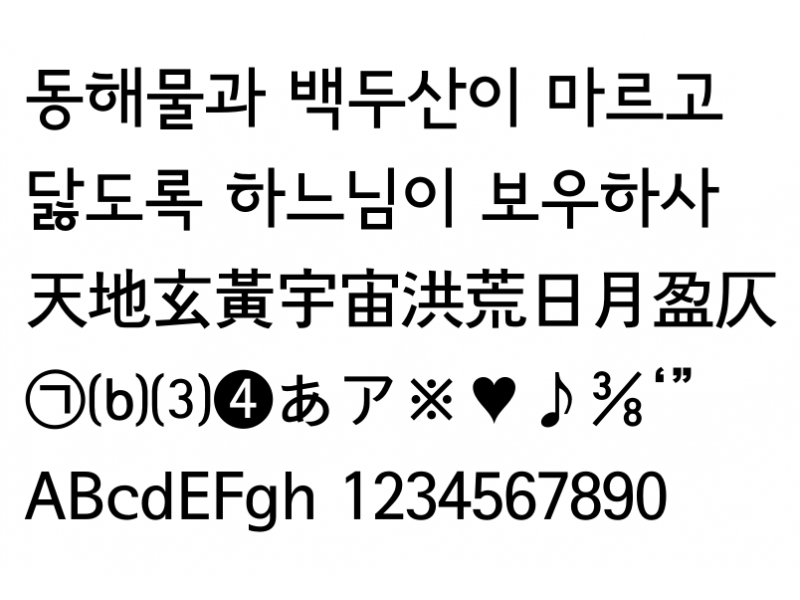 동해물과 백두산이 마르고
닳도록 하느님이 보우하사
天地玄黃宇宙洪荒日月盈仄
㉠⒝⑶❹あア※♥♪⅜‘”
ABcdEFgh 1234567890